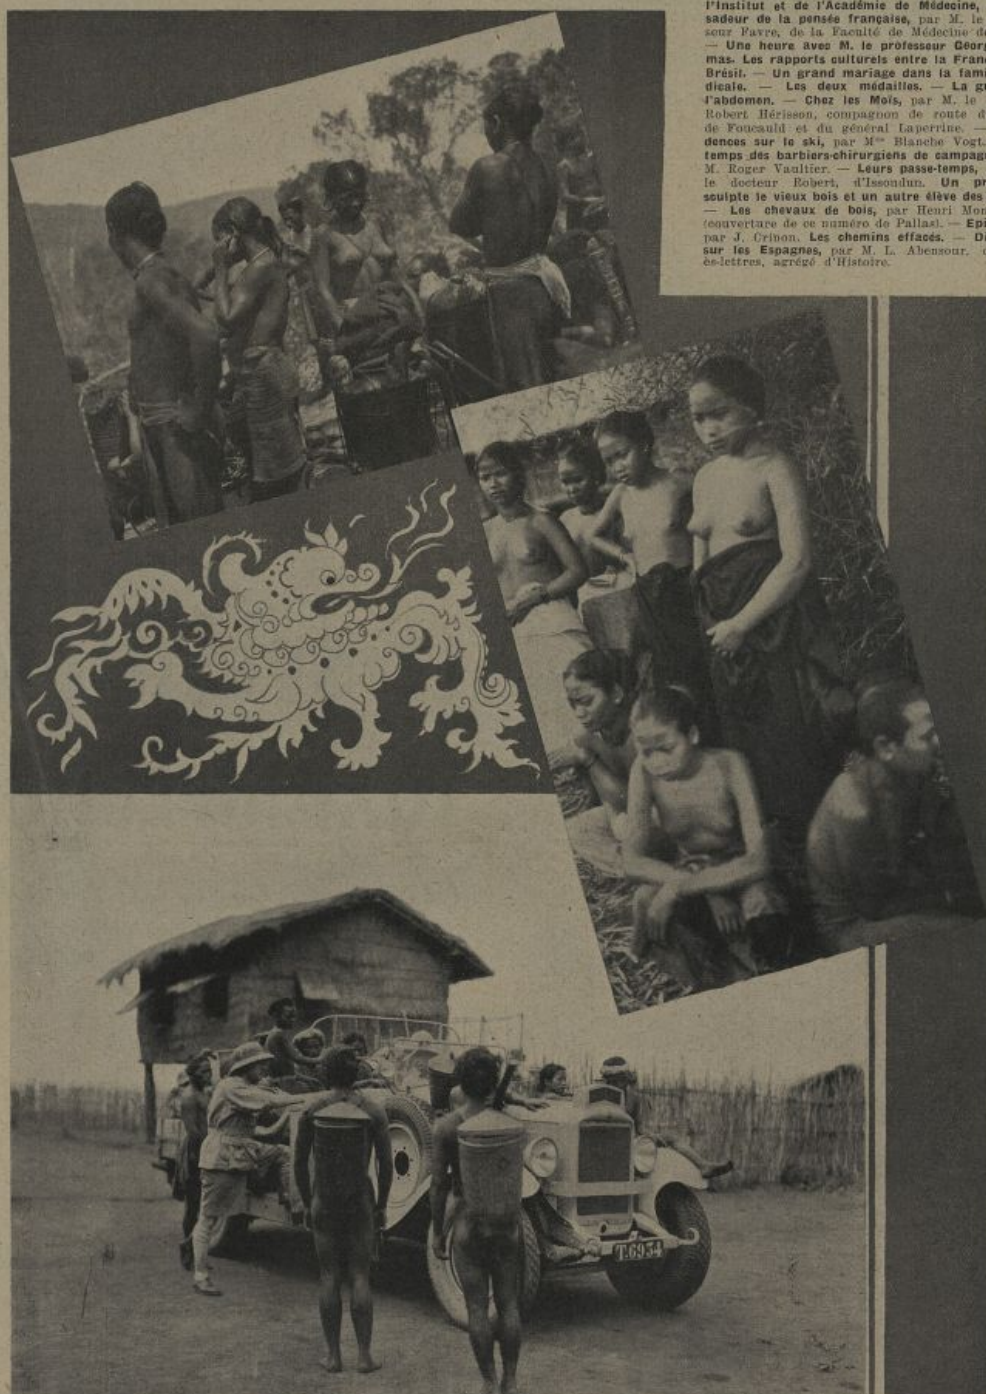 l'Institut et de l'Académie de Médecine,
sadeur de la pensée française, par M. le
seur Favre, de la Faculté de Médecine de
— Une heure avec M. le professeur Georg
mas. Les rapports culturels entre la Fran
Brésil. — Un grand mariage dans la fami
dicale. — Les deux médailles. — La gr
l'abdomen. — Chez les Moïs, par M. le
Robert Hérisson, compagnon de route d
de Foucauld et du général Laperrine. —
dences sur le ski, par Mme Blanche Vogt.
temps des barbiers-chirurgiens de campag
M. Roger Vaultier. — Leurs passe-temps,
le docteur Robert, d'Issoudun. Un pr
sculpte le vieux bois et un autre élève des
— Les chevaux de bois, par Henri Mon
(couverture de ce numéro de Pallas). — Epi
par J. Crinon. Les chemins effacés. — D
sur les Espagnes, par M. L. Abensour,
ès-lettres, agrégé d'Histoire.
T.6934